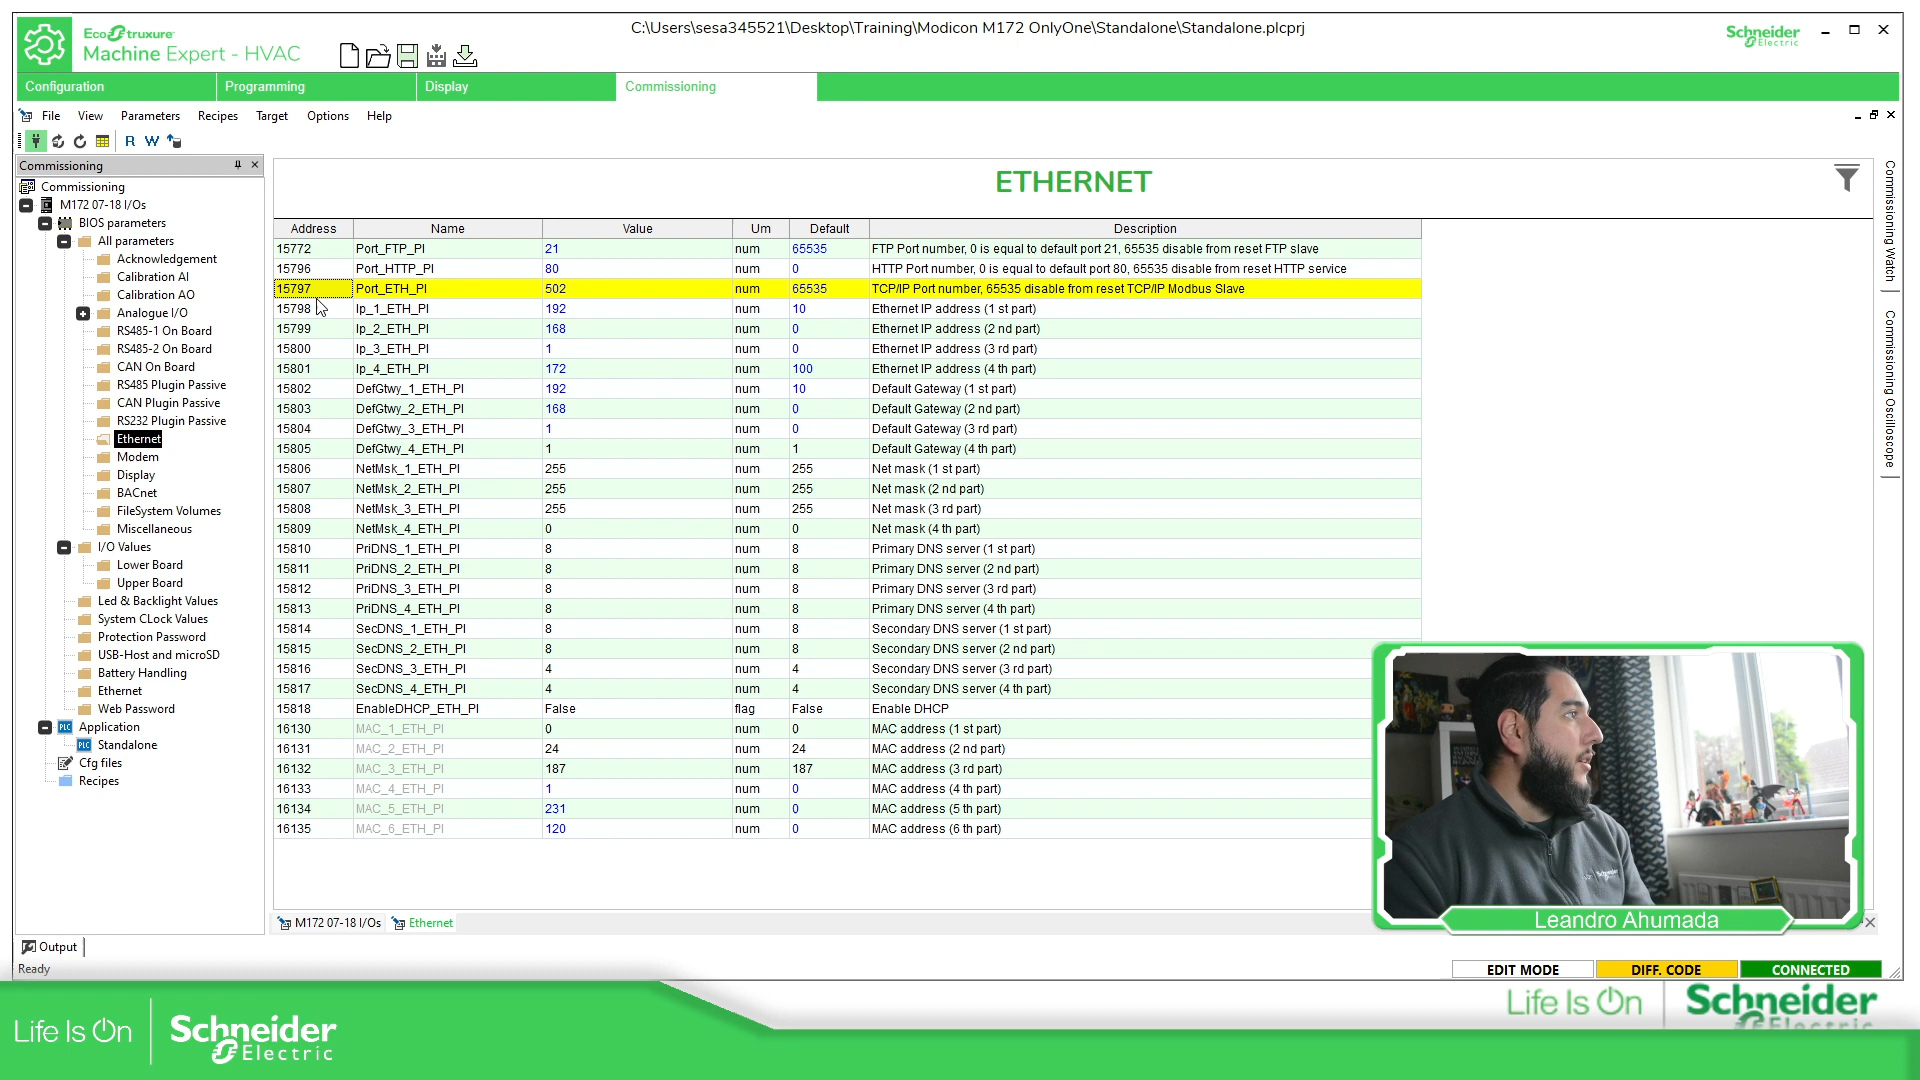 C:\Users\sesa345521\Desktop\Training\Modicon M172 OnlyOne\Standalone\Standalone.plcprj
EcoStruxure
Machine Expert - HVAC
Schneider
Electric
Configuration
Programming
Display
Commissioning
File
View
Parameters
Recipes
Target
Options
Help
R
W
Commissioning
Commissioning
M172 07-18 I/Os
BIOS parameters
All parameters
Acknowledgement
Calibration AI
Calibration AO
Analogue I/O
RS485-1 On Board
RS485-2 On Board
CAN On Board
RS485 Plugin Passive
CAN Plugin Passive
RS232 Plugin Passive
Ethernet
Modem
Display
BACnet
FileSystem Volumes
Miscellaneous
I/O Values
Lower Board
Upper Board
Led & Backlight Values
System CLock Values
Protection Password
USB-Host and microSD
Battery Handling
Ethernet
Web Password
PLC Application
PLC Standalone
Cfg files
Recipes
ETHERNET
Address Name Value Um Default Description
15772 Port_FTP_PI 21 num 65535 FTP Port number, 0 is equal to default port 21, 65535 disable from reset FTP slave
15796 Port_HTTP_PI 80 num 0 HTTP Port number, 0 is equal to default port 80, 65535 disable from reset HTTP service
15797 Port_ETH_PI 502 num 65535 TCP/IP Port number, 65535 disable from reset TCP/IP Modbus Slave
15798 Ip_1_ETH_PI 192 num 10 Ethernet IP address (1 st part)
15799 Ip_2_ETH_PI 168 num 0 Ethernet IP address (2 nd part)
15800 Ip_3_ETH_PI 1 num 0 Ethernet IP address (3 rd part)
15801 Ip_4_ETH_PI 172 num 100 Ethernet IP address (4 th part)
15802 DefGtwy_1_ETH_PI 192 num 10 Default Gateway (1 st part)
15803 DefGtwy_2_ETH_PI 168 num 0 Default Gateway (2 nd part)
15804 DefGtwy_3_ETH_PI 1 num 0 Default Gateway (3 rd part)
15805 DefGtwy_4_ETH_PI 1 num 1 Default Gateway (4 th part)
15806 NetMsk_1_ETH_PI 255 num 255 Net mask (1 st part)
15807 NetMsk_2_ETH_PI 255 num 255 Net mask (2 nd part)
15808 NetMsk_3_ETH_PI 255 num 255 Net mask (3 rd part)
15809 NetMsk_4_ETH_PI 0 num 0 Net mask (4 th part)
15810 PriDNS_1_ETH_PI 8 num 8 Primary DNS server (1 st part)
15811 PriDNS_2_ETH_PI 8 num 8 Primary DNS server (2 nd part)
15812 PriDNS_3_ETH_PI 8 num 8 Primary DNS server (3 rd part)
15813 PriDNS_4_ETH_PI 8 num 8 Primary DNS server (4 th part)
15814 SecDNS_1_ETH_PI 8 num 8 Secondary DNS server (1 st part)
15815 SecDNS_2_ETH_PI 8 num 8 Secondary DNS server (2 nd part)
15816 SecDNS_3_ETH_PI 4 num 4 Secondary DNS server (3 rd part)
15817 SecDNS_4_ETH_PI 4 num 4 Secondary DNS server (4 th part)
15818 EnableDHCP_ETH_PI False flag False Enable DHCP
16130 MAC_1_ETH_PI 0 num 0 MAC address (1 st part)
16131 MAC_2_ETH_PI 24 num 24 MAC address (2 nd part)
16132 MAC_3_ETH_PI 187 num 187 MAC address (3 rd part)
16133 MAC_4_ETH_PI 1 num 0 MAC address (4 th part)
16134 MAC_5_ETH_PI 231 num 0 MAC address (5 th part)
16135 MAC_6_ETH_PI 120 num 0 MAC address (6 th part)
Commissioning Watch
Commissioning Oscilloscope
Leandro Ahumada
M172 07-18 I/Os
Ethernet
Output
Ready
EDIT MODE
DIFF. CODE
CONNECTED
Life Is On
Schneider
Electric
Life Is On
Schneider
Electric